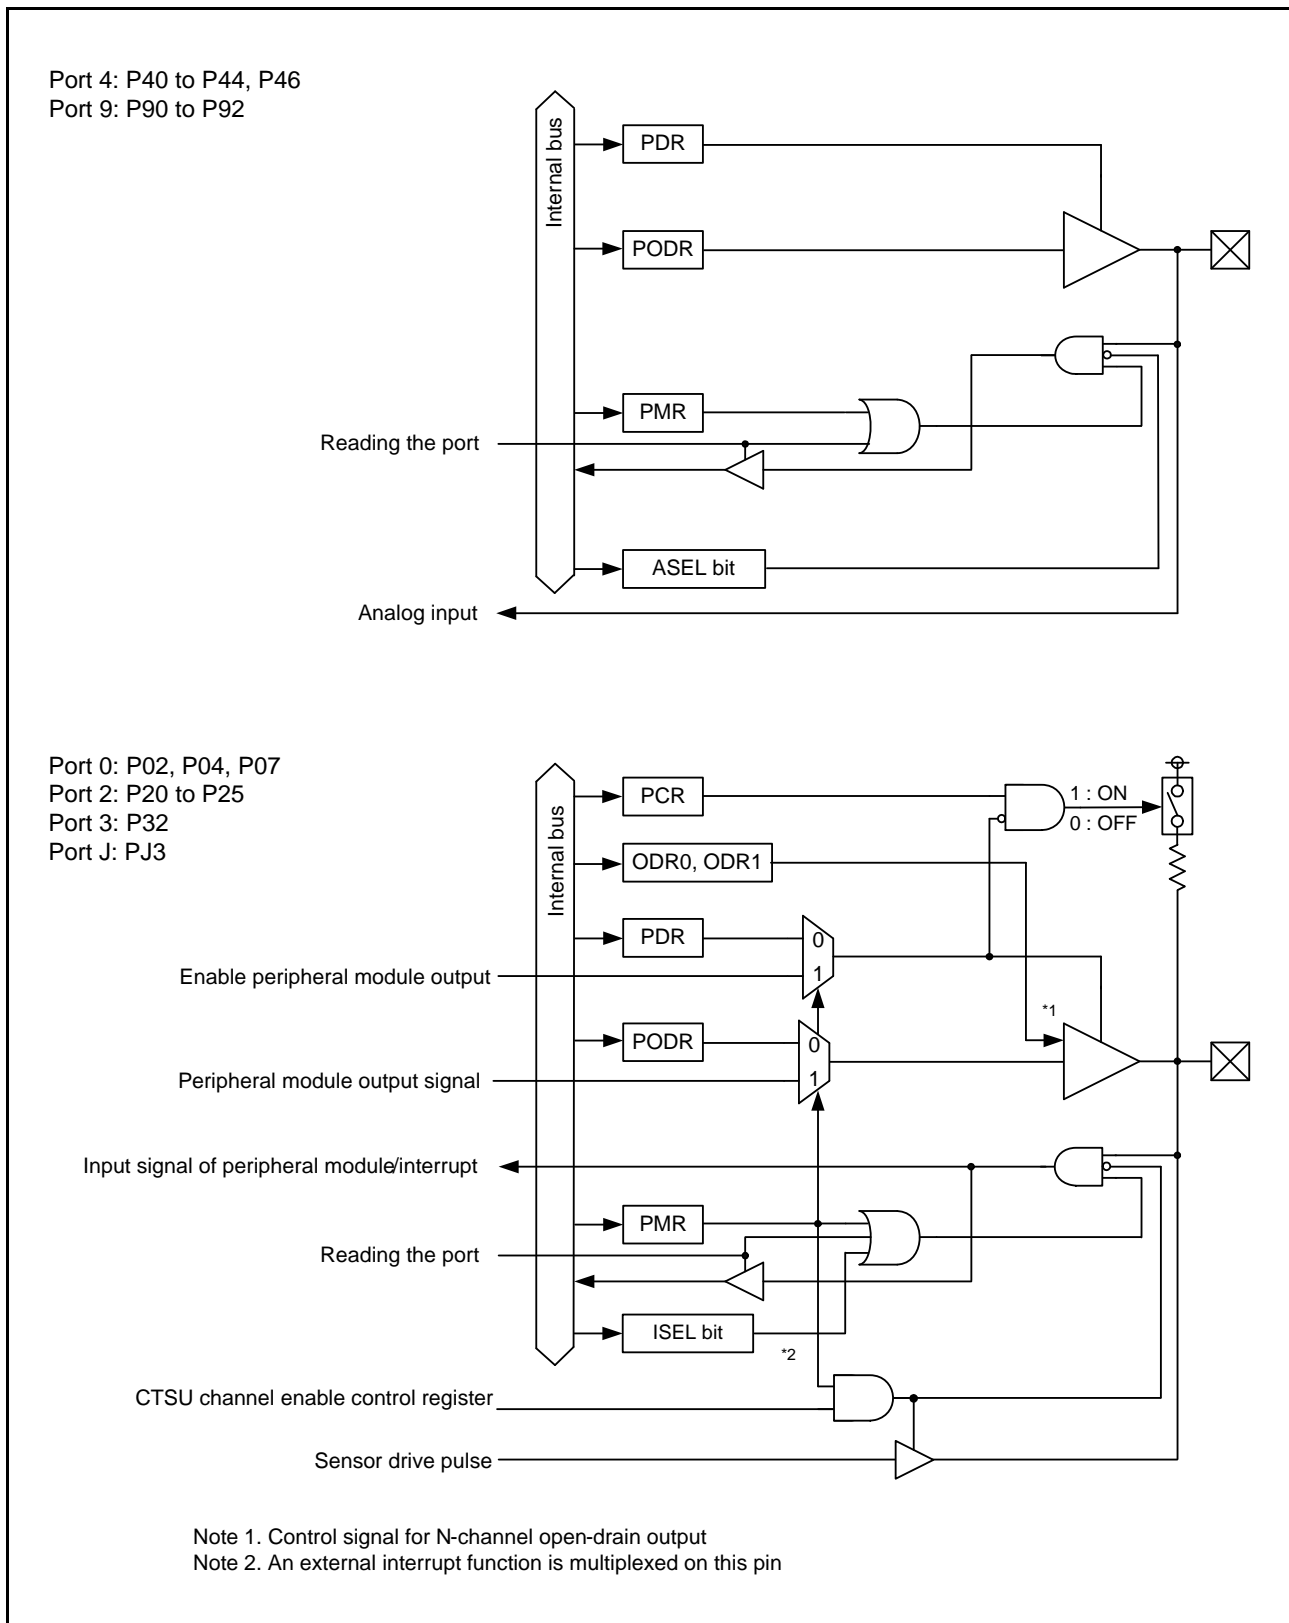 Port 4: P40 to P44, P46
Port 9: P90 to P92
Internal bus
PDR
PODR
PMR
Reading the port
ASEL bit
Analog input
Port 0: P02, P04, P07
Port 2: P20 to P25
Port 3: P32
Port J: PJ3
Internal bus
PCR
1 : ON
0 : OFF
ODR0, ODR1
PDR
0
1
Enable peripheral module output
*1
PODR
0
1
Peripheral module output signal
Input signal of peripheral module/interrupt
PMR
Reading the port
ISEL bit
*2
CTSU channel enable control register
Sensor drive pulse
Note 1. Control signal for N-channel open-drain output
Note 2. An external interrupt function is multiplexed on this pin